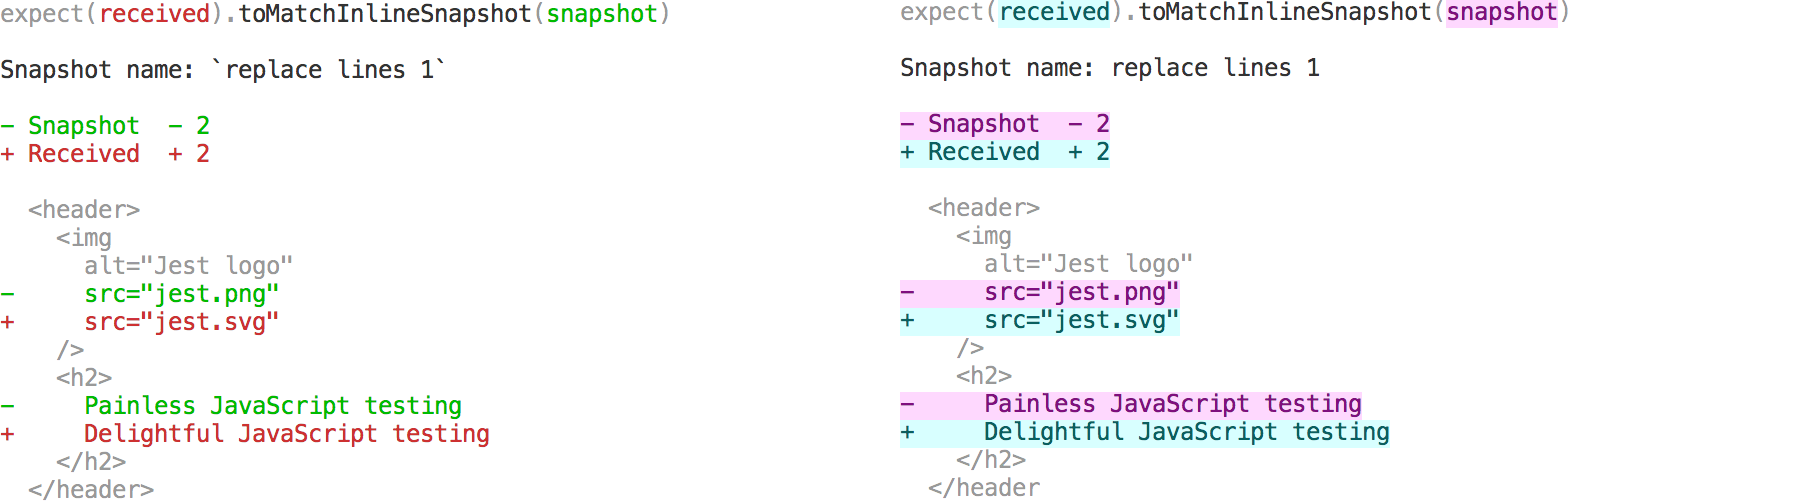 expect(received).toMatchInlineSnapshot(snapshot)

Snapshot name: `replace lines 1`

- Snapshot  - 2
+ Received  + 2

  <header>
    <img
      alt="Jest logo"
-     src="jest.png"
+     src="jest.svg"
    />
    <h2>
-     Painless JavaScript testing
+     Delightful JavaScript testing
    </h2>
  </header>

expect(received).toMatchInlineSnapshot(snapshot)

Snapshot name: replace lines 1

- Snapshot  - 2
+ Received  + 2

  <header>
    <img
      alt="Jest logo"
-     src="jest.png"
+     src="jest.svg"
    />
    <h2>
-     Painless JavaScript testing
+     Delightful JavaScript testing
    </h2>
  </header